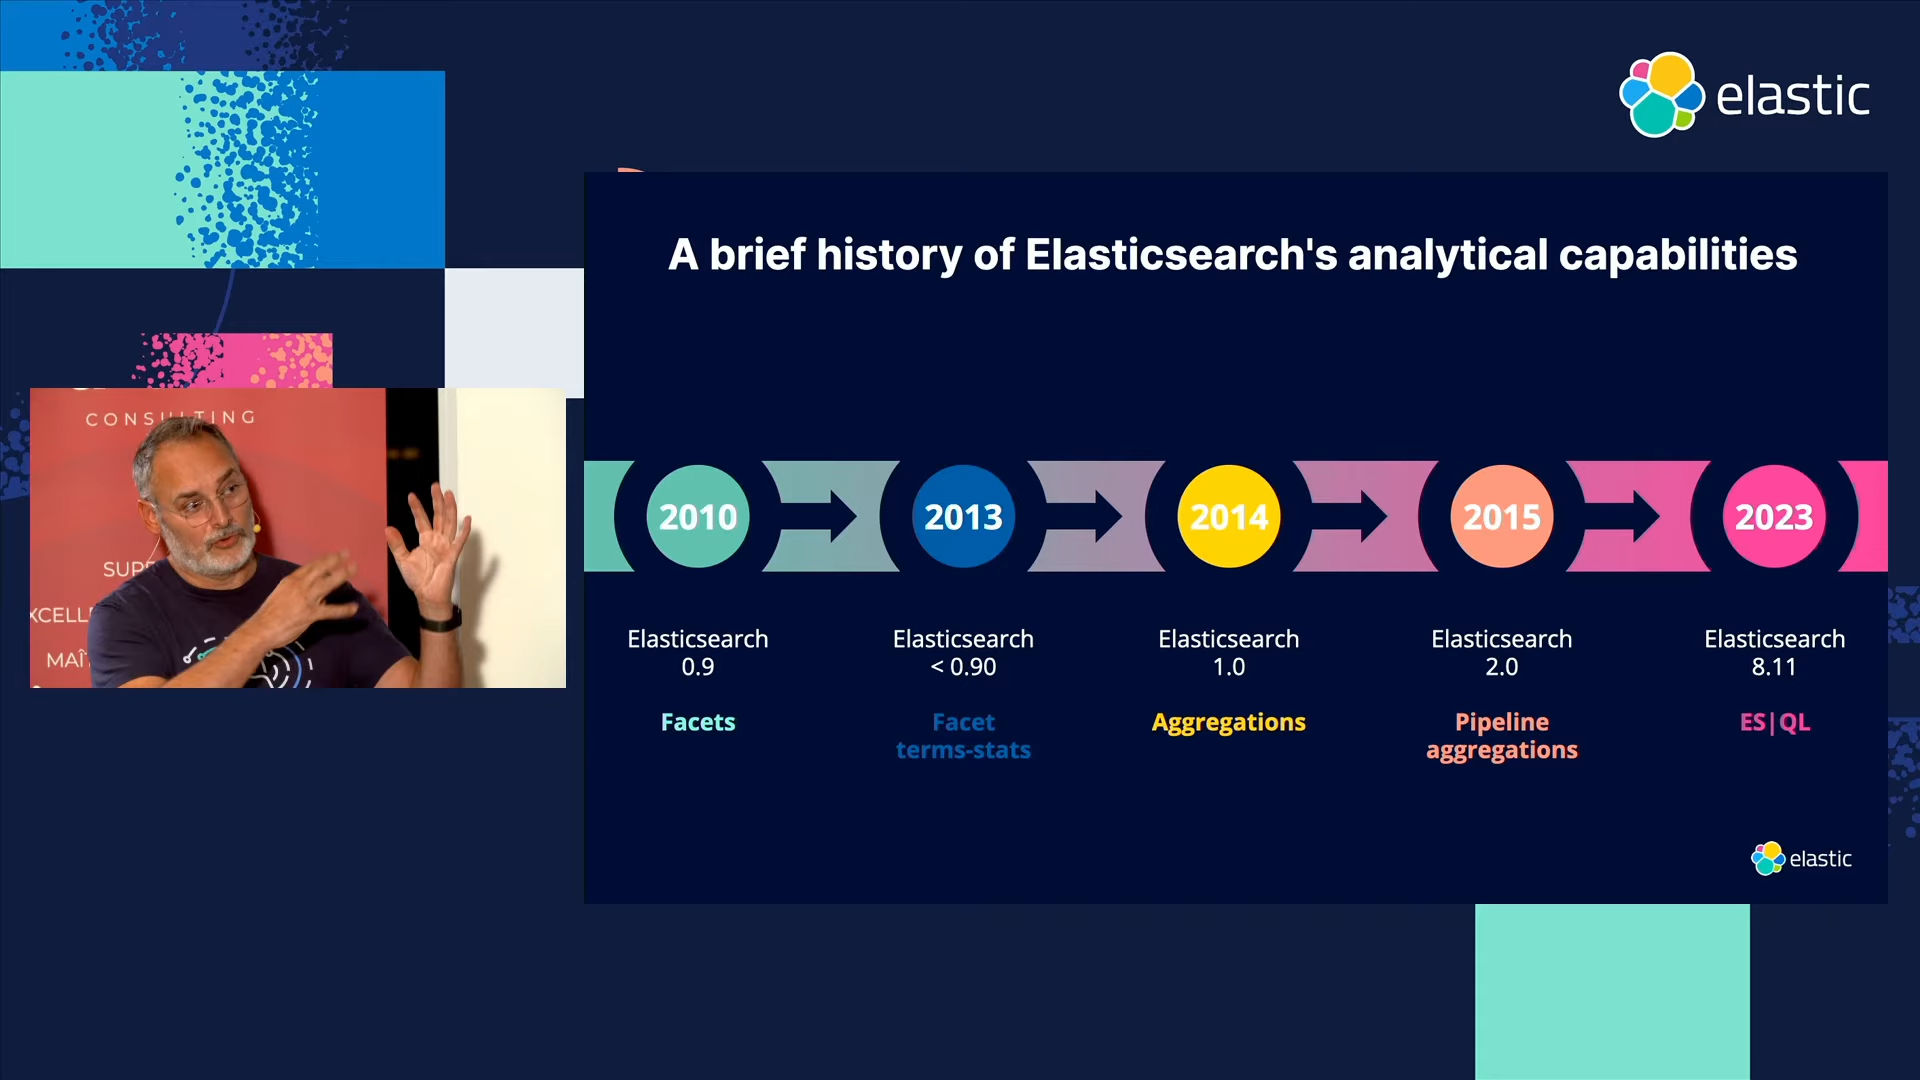 elastic
A brief history of Elasticsearch's analytical capabilities
2010
2013
2014
2015
2023
Elasticsearch
0.9
Facets
Elasticsearch
< 0.90
Facet
terms-stats
Elasticsearch
1.0
Aggregations
Elasticsearch
2.0
Pipeline
aggregations
Elasticsearch
8.11
ES|QL
elastic
CONSULTING